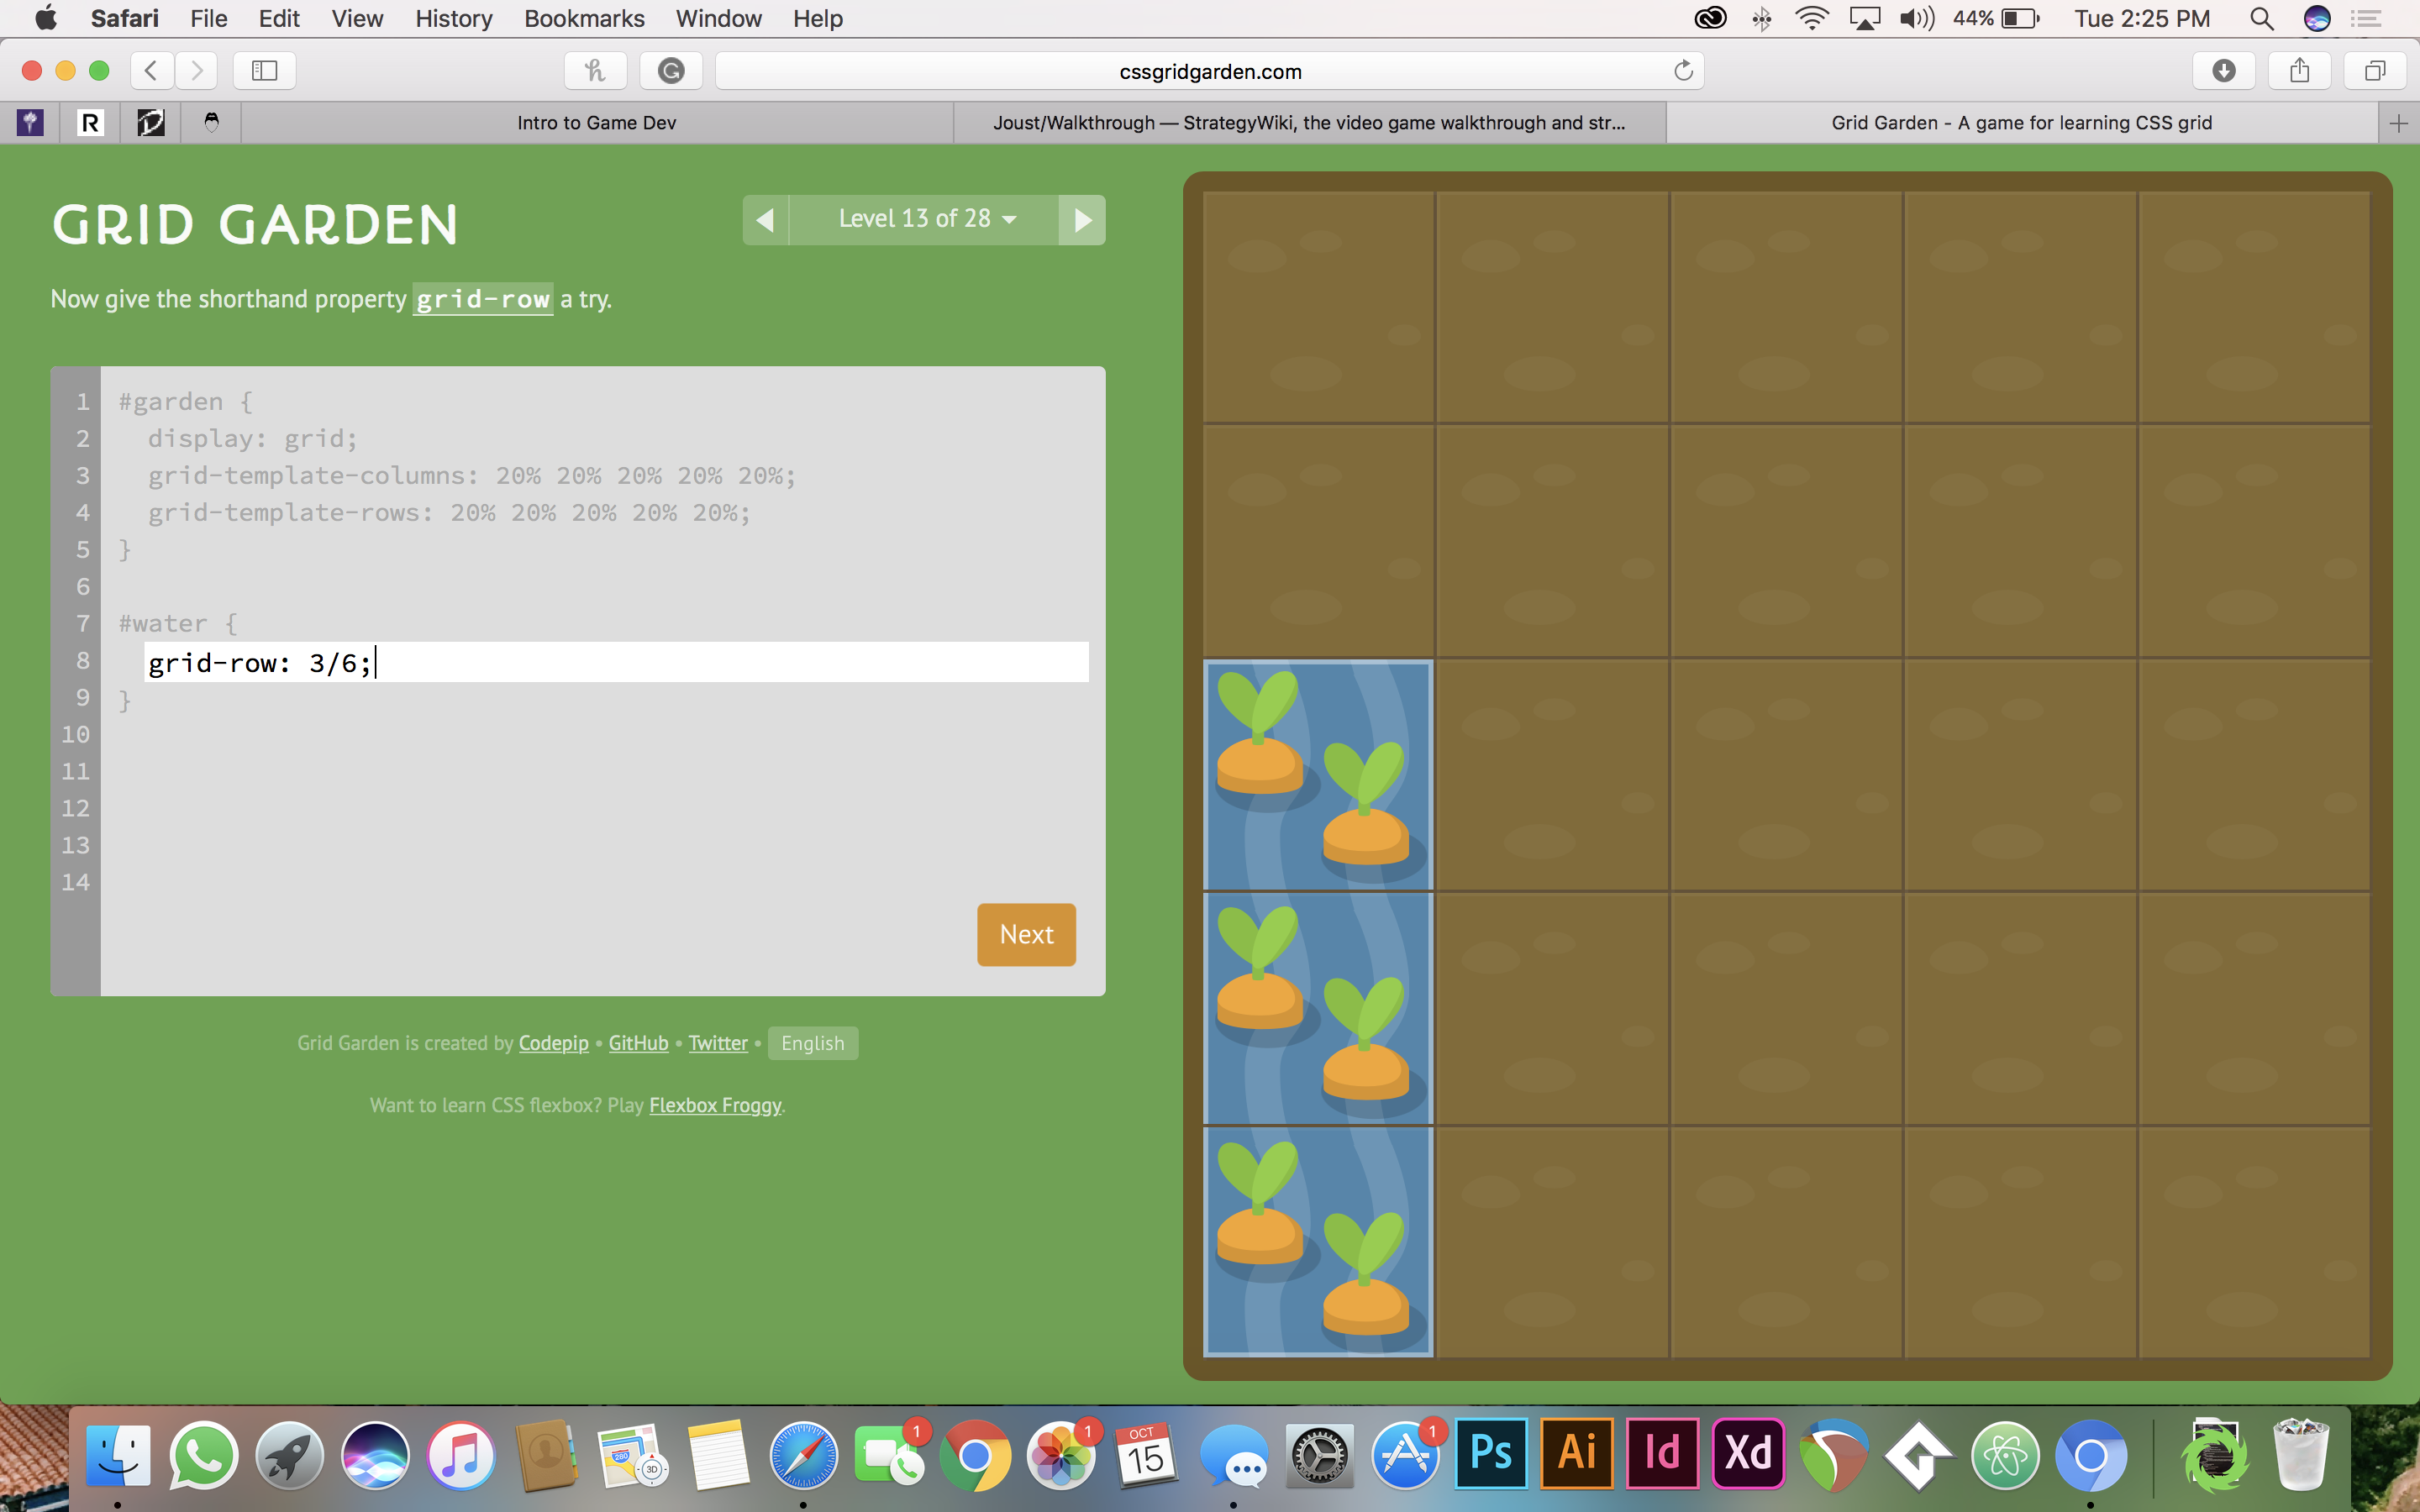 Safari File Edit View History Bookmarks Window Help 44% Tue 2:25 PM
cssgridgarden.com
R Intro to Game Dev Joust/Walkthrough — StrategyWiki, the video game walkthrough and str... Grid Garden - A game for learning CSS grid
GRID GARDEN
Level 13 of 28
Now give the shorthand property grid-row a try.
1 #garden {
2 display: grid;
3 grid-template-columns: 20% 20% 20% 20% 20%;
4 grid-template-rows: 20% 20% 20% 20% 20%;
5 }
6
7 #water {
8 grid-row: 3/6;
9 }
10
11
12
13
14
Next
Grid Garden is created by Codepip • GitHub • Twitter • English
Want to learn CSS flexbox? Play Flexbox Froggy.
280 3D 1 1 OCT 15 1 Ps Ai Id Xd